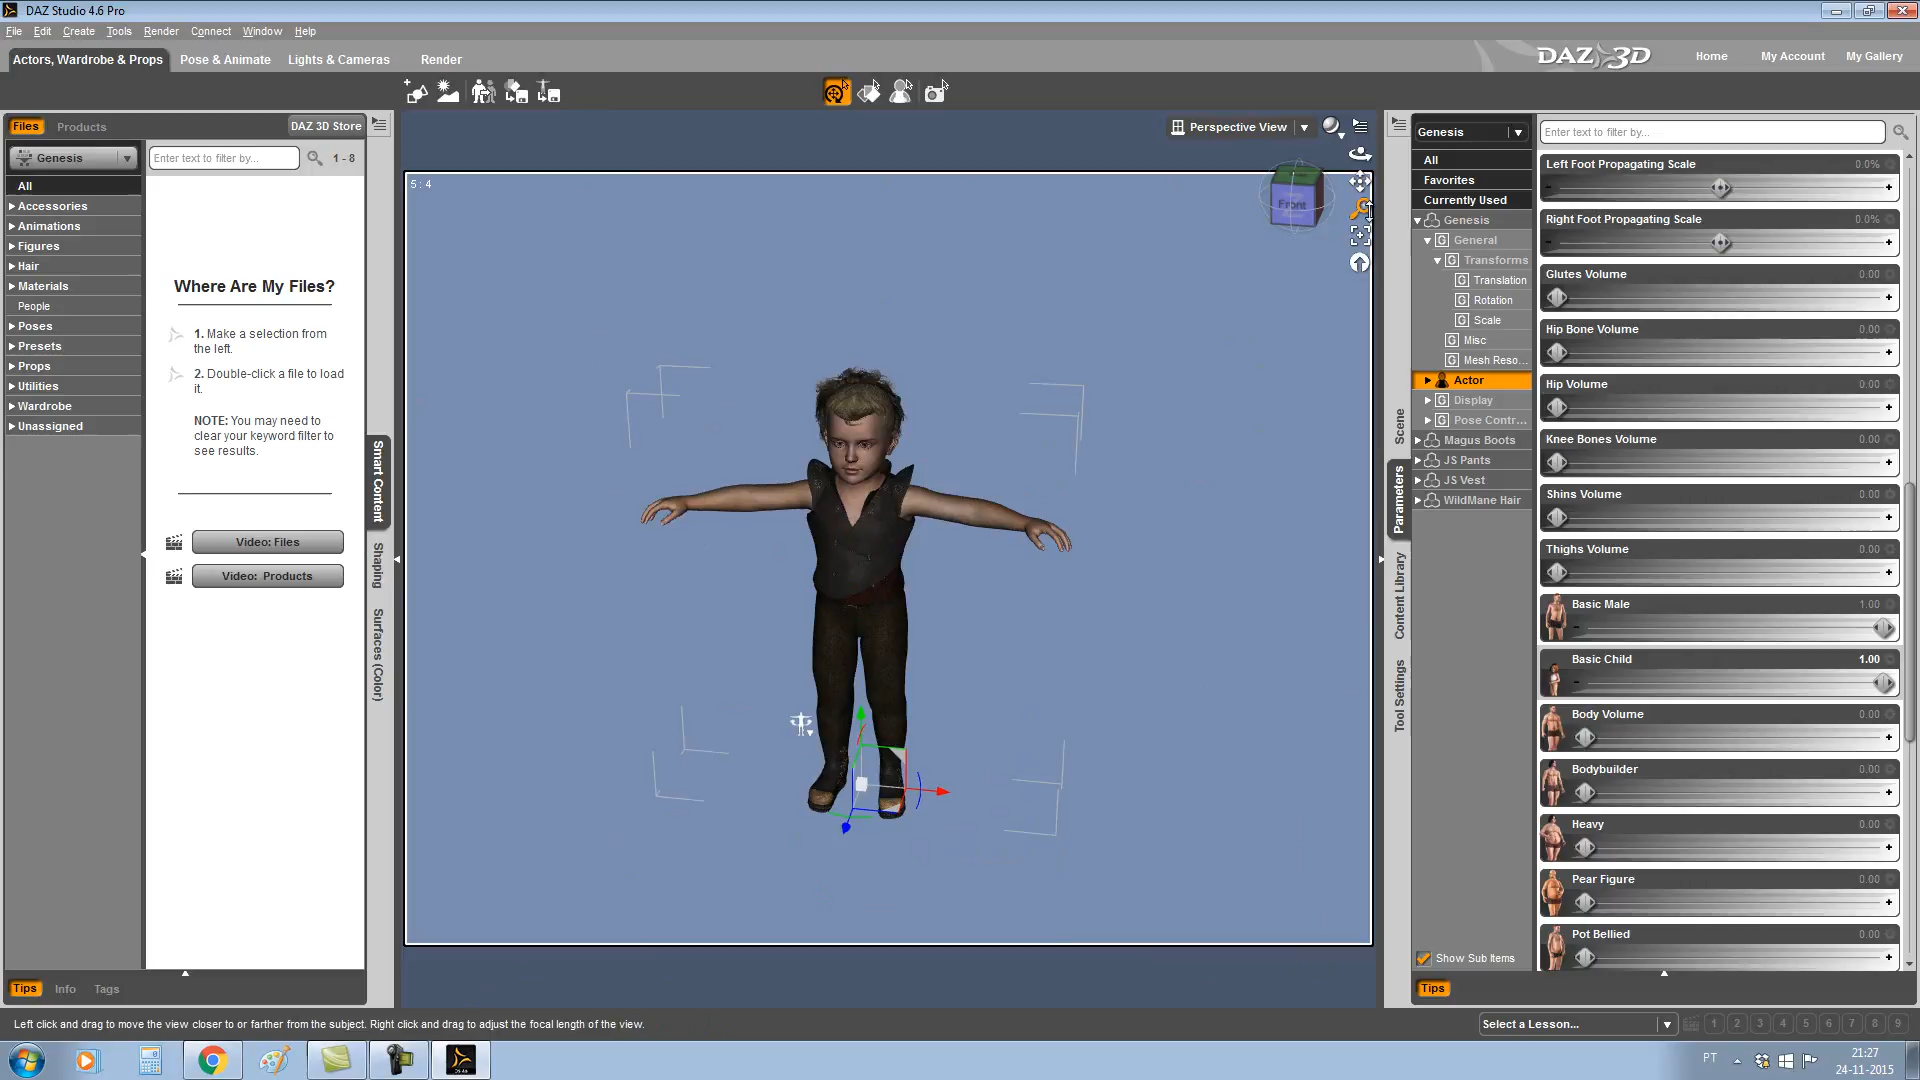 DAZ Studio 4.6 Pro
File Edit Create Tools Render Connect Window Help
Actors, Wardrobe & Props Pose & Animate Lights & Cameras Render
DAZ 3D
Home My Account My Gallery
Files Products DAZ 3D Store
Genesis
Enter text to filter by... 1 - 8
All
Accessories
Animations
Figures
Hair
Materials
People
Poses
Presets
Props
Utilities
Wardrobe
Unassigned
Where Are My Files?
1. Make a selection from
the left.
2. Double-click a file to load
it.
NOTE: You may need to
clear your keyword filter to
see results.
Video: Files
Video: Products
Tips Info Tags
Smart Content
Shaping
Surfaces (Color)
Perspective View
5 : 4
Front
Scene
Parameters
Content Library
Tool Settings
Genesis
Enter text to filter by...
All
Favorites
Currently Used
Genesis
General
Transforms
Translation
Rotation
Scale
Misc
Mesh Reso...
Actor
Display
Pose Contr...
Magus Boots
JS Pants
JS Vest
WildMane Hair
Show Sub Items
Tips
Left Foot Propagating Scale 0.0%
Right Foot Propagating Scale 0.0%
Glutes Volume 0.00
Hip Bone Volume 0.00
Hip Volume 0.00
Knee Bones Volume 0.00
Shins Volume 0.00
Thighs Volume 0.00
Basic Male 1.00
Basic Child 1.00
Body Volume 0.00
Bodybuilder 0.00
Heavy 0.00
Pear Figure 0.00
Pot Bellied 0.00
Left click and drag to move the view closer to or farther from the subject. Right click and drag to adjust the focal length of the view.
Select a Lesson... 1 2 3 4 5 6 7 8 9
PT
21:27
24-11-2015